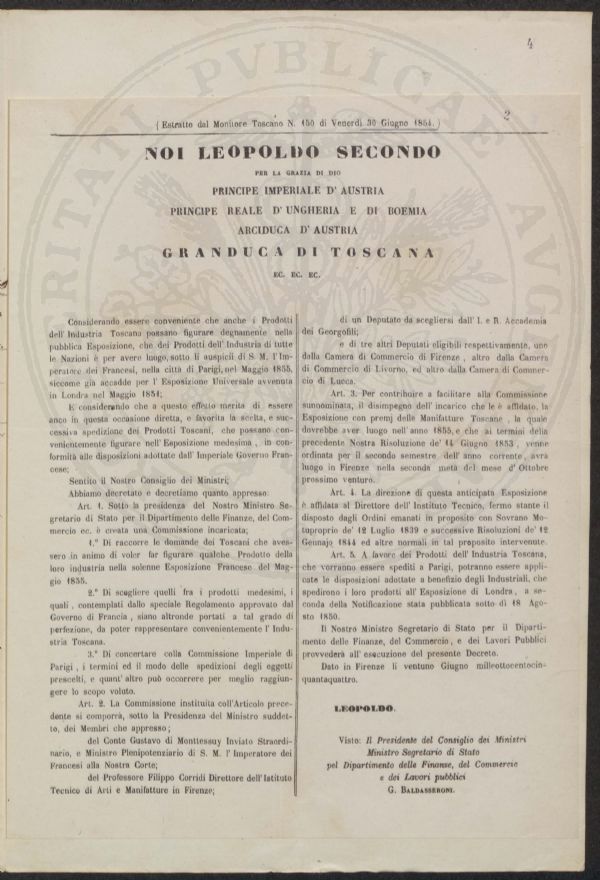 4
2
( Estratto dal Monitore Toscano N. 150 di Venerdì 30 Giugno 1854. )
NOI LEOPOLDO SECONDO
PER LA GRAZIA DI DIO
PRINCIPE IMPERIALE D' AUSTRIA
PRINCIPE REALE D' UNGHERIA E DI BOEMIA
ARCIDUCA D' AUSTRIA
GRANDUCA DI TOSCANA
EC. EC. EC.
Considerando essere conveniente che anche i Prodotti
dell' Industria Toscana possano figurare degnamente nella
pubblica Esposizione, che dei Prodotti dell' Industria di tutte
le Nazioni è per avere luogo, sotto li auspicii di S. M. l' Im-
peratore dei Francesi, nella città di Parigi, nel Maggio 1855,
siccome già accadde per l' Esposizione Universale avvenuta
in Londra nel Maggio 1851;
E considerando che a questo effetto merita di essere
anco in questa occasione diretta, e favorita la scelta, e suc-
cessiva spedizione dei Prodotti Toscani, che possano con-
venientemente figurare nell' Esposizione medesima, in con-
formità alle disposizioni adottate dall' Imperiale Governo Fran-
cese;
Sentito il Nostro Consiglio dei Ministri;
Abbiamo decretato e decretiamo quanto appresso:
Art. 1. Sotto la presidenza del Nostro Ministro Se-
gretario di Stato per il Dipartimento delle Finanze, del Com-
mercio ec. è creata una Commissione incaricata;
1.° Di raccorre le domande dei Toscani che aves-
sero in animo di voler far figurare qualche Prodotto della
loro industria nella solenne Esposizione Francese del Mag-
gio 1855.
2.° Di scegliere quelli fra i prodotti medesimi, i
quali, contemplati dallo speciale Regolamento approvato dal
Governo di Francia, siano altronde portati a tal grado di
perfezione, da poter rappresentare convenientemente l' Indu-
stria Toscana.
3.° Di concertare colla Commissione Imperiale di
Parigi, i termini ed il modo delle spedizioni degli oggetti
prescelti, e quant' altro può occorrere per meglio raggiun-
gere lo scopo voluto.
Art. 2. La Commissione instituita coll' Articolo prece-
dente si comporrà, sotto la Presidenza del Ministro suddet-
to, dei Membri che appresso;
del Conte Gustavo di Montessuy Inviato Straordi-
nario, e Ministro Plenipotenziario di S. M. l' Imperatore dei
Francesi alla Nostra Corte;
del Professore Filippo Corridi Direttore dell' Istituto
Tecnico di Arti e Manifatture in Firenze;
di un Deputato da scegliersi dall' I. e R. Accademia
dei Georgofili;
e di tre altri Deputati eligibili respettivamente, uno
dalla Camera di Commercio di Firenze, altro dalla Camera
di Commercio di Livorno, ed altro dalla Camera di Commer-
cio di Lucca.
Art. 3. Per contribuire a facilitare alla Commissione
sunnominata, il disimpegno dell' incarico che le è affidato, la
Esposizione con premj delle Manifatture Toscane, la quale
dovrebbe aver luogo nell' anno 1855, e che ai termini della
precedente Nostra Risoluzione de' 14 Giugno 1853, venne
ordinata per il secondo semestre dell' anno corrente, avrà
luogo in Firenze nella seconda metà del mese d' Ottobre
prossimo venturo.
Art. 4. La direzione di questa anticipata Esposizione
è affidata al Direttore dell' Instituto Tecnico, fermo stante il
disposto dagli Ordini emanati in proposito con Sovrano Mo-
tuproprio de' 12 Luglio 1839 e successive Risoluzioni de' 12
Gennajo 1844 ed altre normali in tal proposito intervenute.
Art. 5. A favore dei Prodotti dell' Industria Toscana,
che vorranno essere spediti a Parigi, potranno essere appli-
cate le disposizioni adottate a benefizio degli Industriali, che
spedirono i loro prodotti all' Esposizione di Londra, a se-
conda della Notificazione stata pubblicata sotto dì 18 Ago-
sto 1850.
Il Nostro Ministro Segretario di Stato per il Diparti-
mento delle Finanze, del Commercio, e dei Lavori Pubblici
provvederà all' esecuzione del presente Decreto.
Dato in Firenze li ventuno Giugno milleottocentocin-
quantaquattro.
LEOPOLDO.
Visto: Il Presidente del Consiglio dei Ministri
Ministro Segretario di Stato
pel Dipartimento delle Finanze, del Commercio
e dei Lavori pubblici
G. BALDASSERONI.